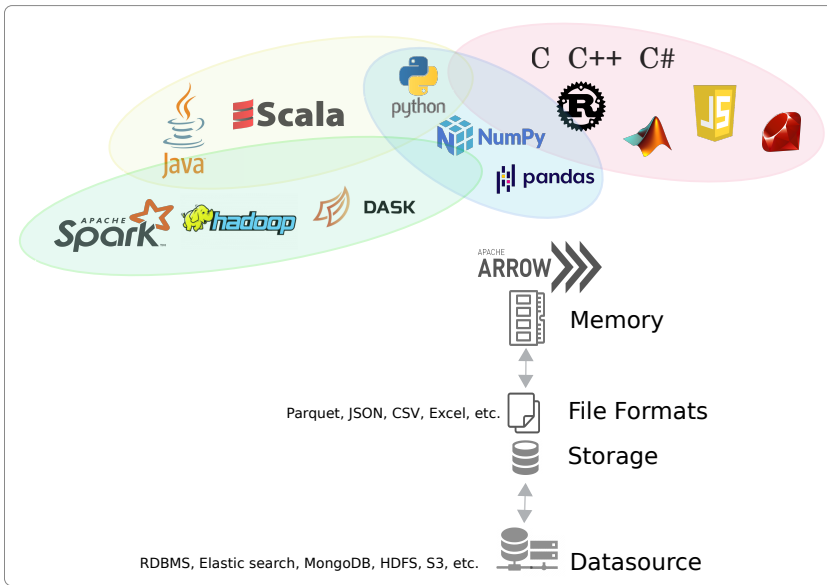 C C++ C#
python
R
JS
Scala
Java
NumPy
pandas
APACHE
Spark™
hadoop
DASK
APACHE
ARROW
Memory
Parquet, JSON, CSV, Excel, etc.
File Formats
Storage
RDBMS, Elastic search, MongoDB, HDFS, S3, etc.
Datasource